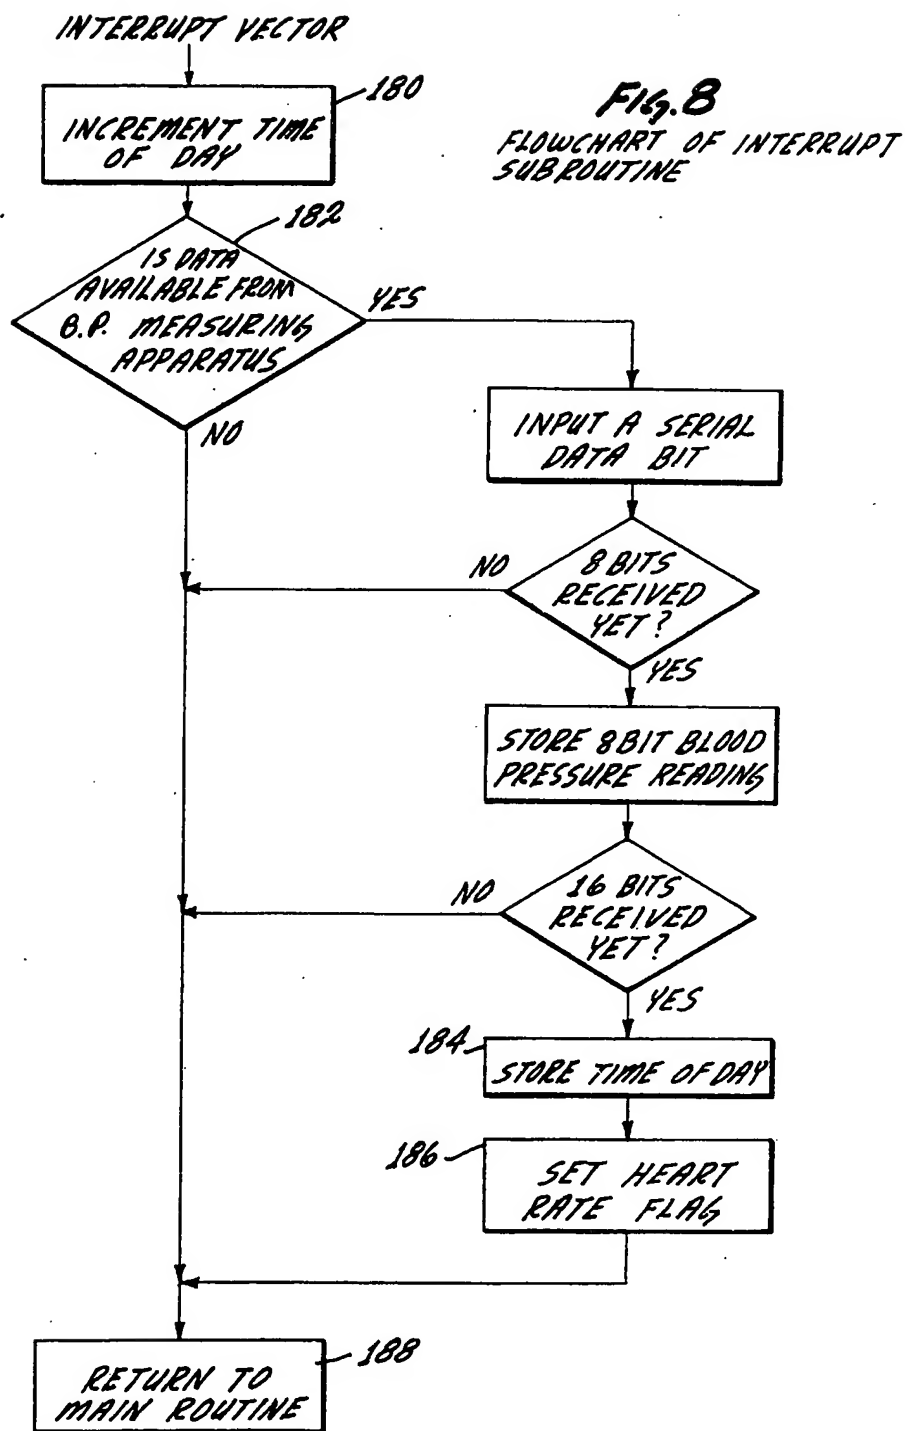 INTERRUPT VECTOR
180
INCREMENT TIME
OF DAY
FIG. 8
FLOWCHART OF INTERRUPT
SUBROUTINE
182
IS DATA
AVAILABLE FROM
B.P. MEASURING
APPARATUS
YES
NO
INPUT A SERIAL
DATA BIT
NO
8 BITS
RECEIVED
YET?
YES
STORE 8 BIT BLOOD
PRESSURE READING
NO
16 BITS
RECEIVED
YET?
YES
184
STORE TIME OF DAY
186
SET HEART
RATE FLAG
188
RETURN TO
MAIN ROUTINE